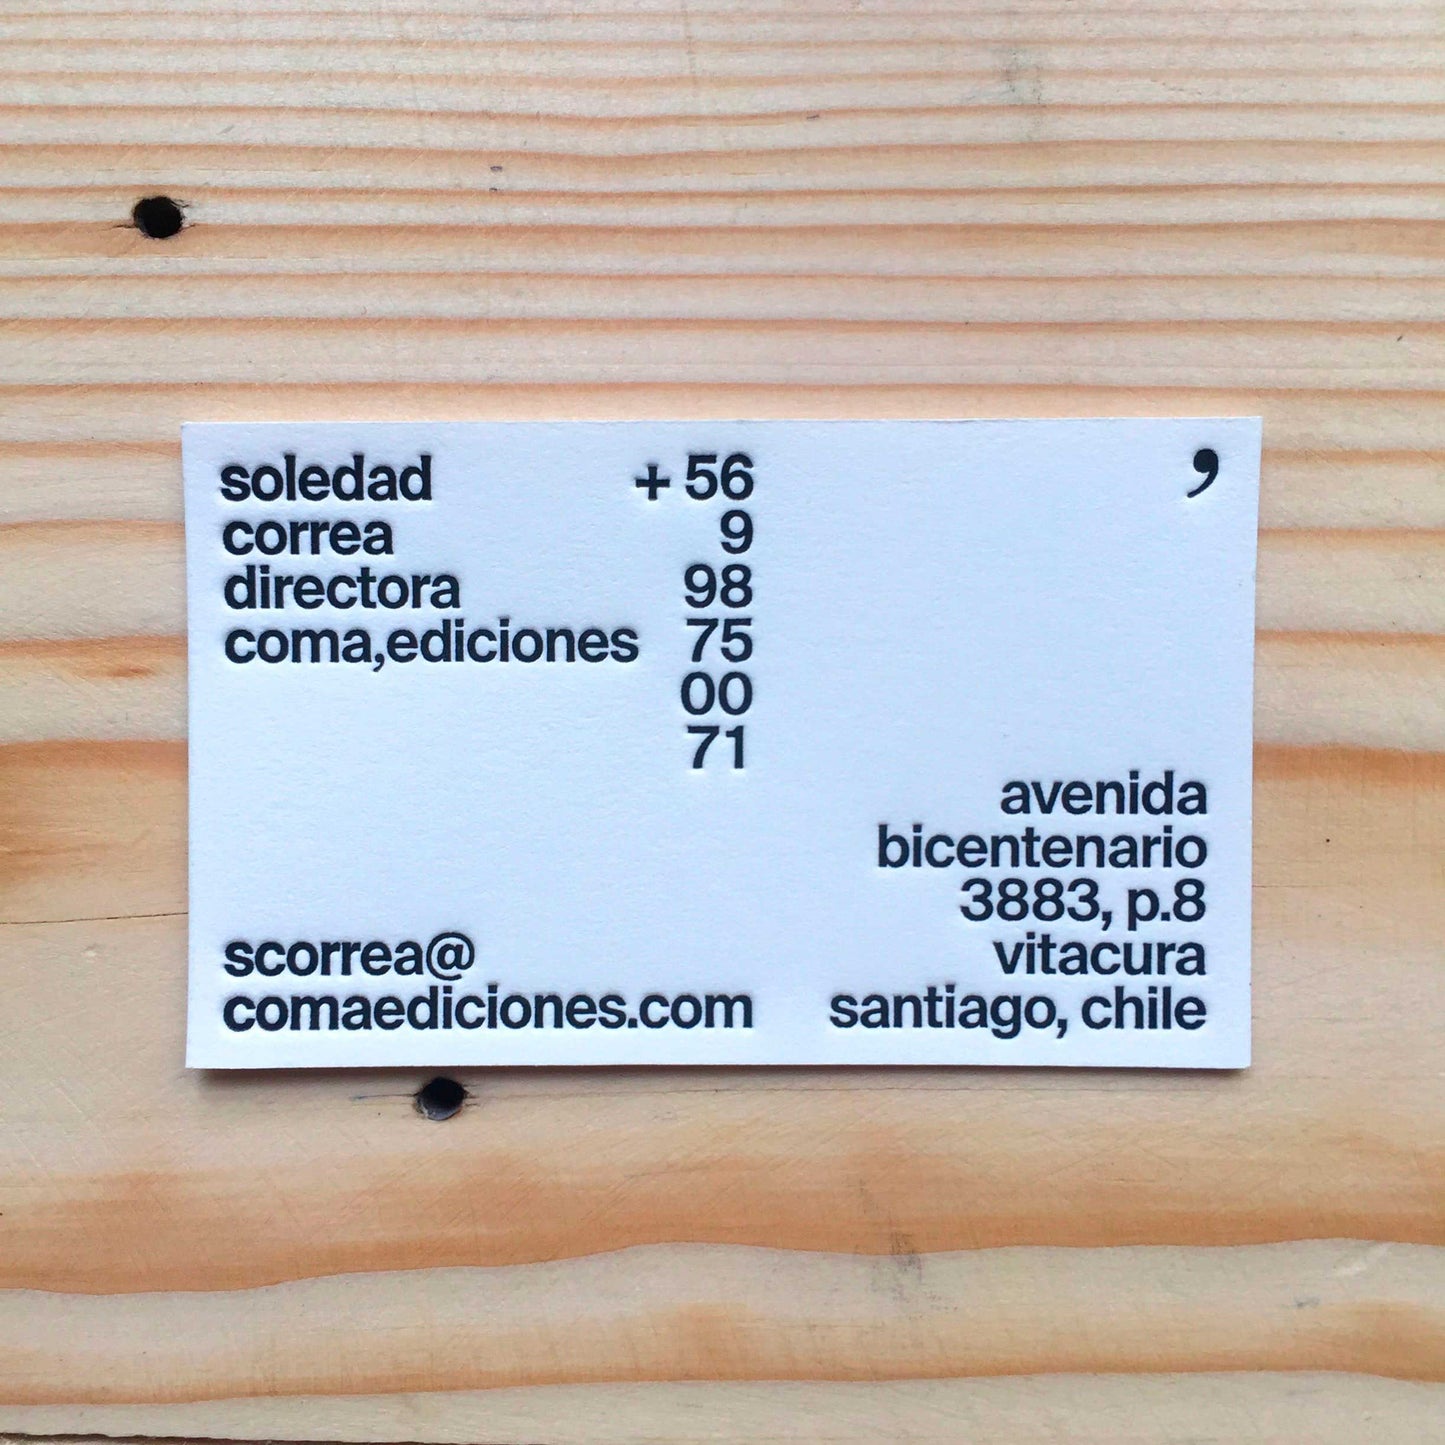 soledad
correa
directora
coma,ediciones
+ 56
9
98
75
00
71
,
avenida
bicentenario
3883, p.8
vitacura
santiago, chile
scorrea@
comaediciones.com